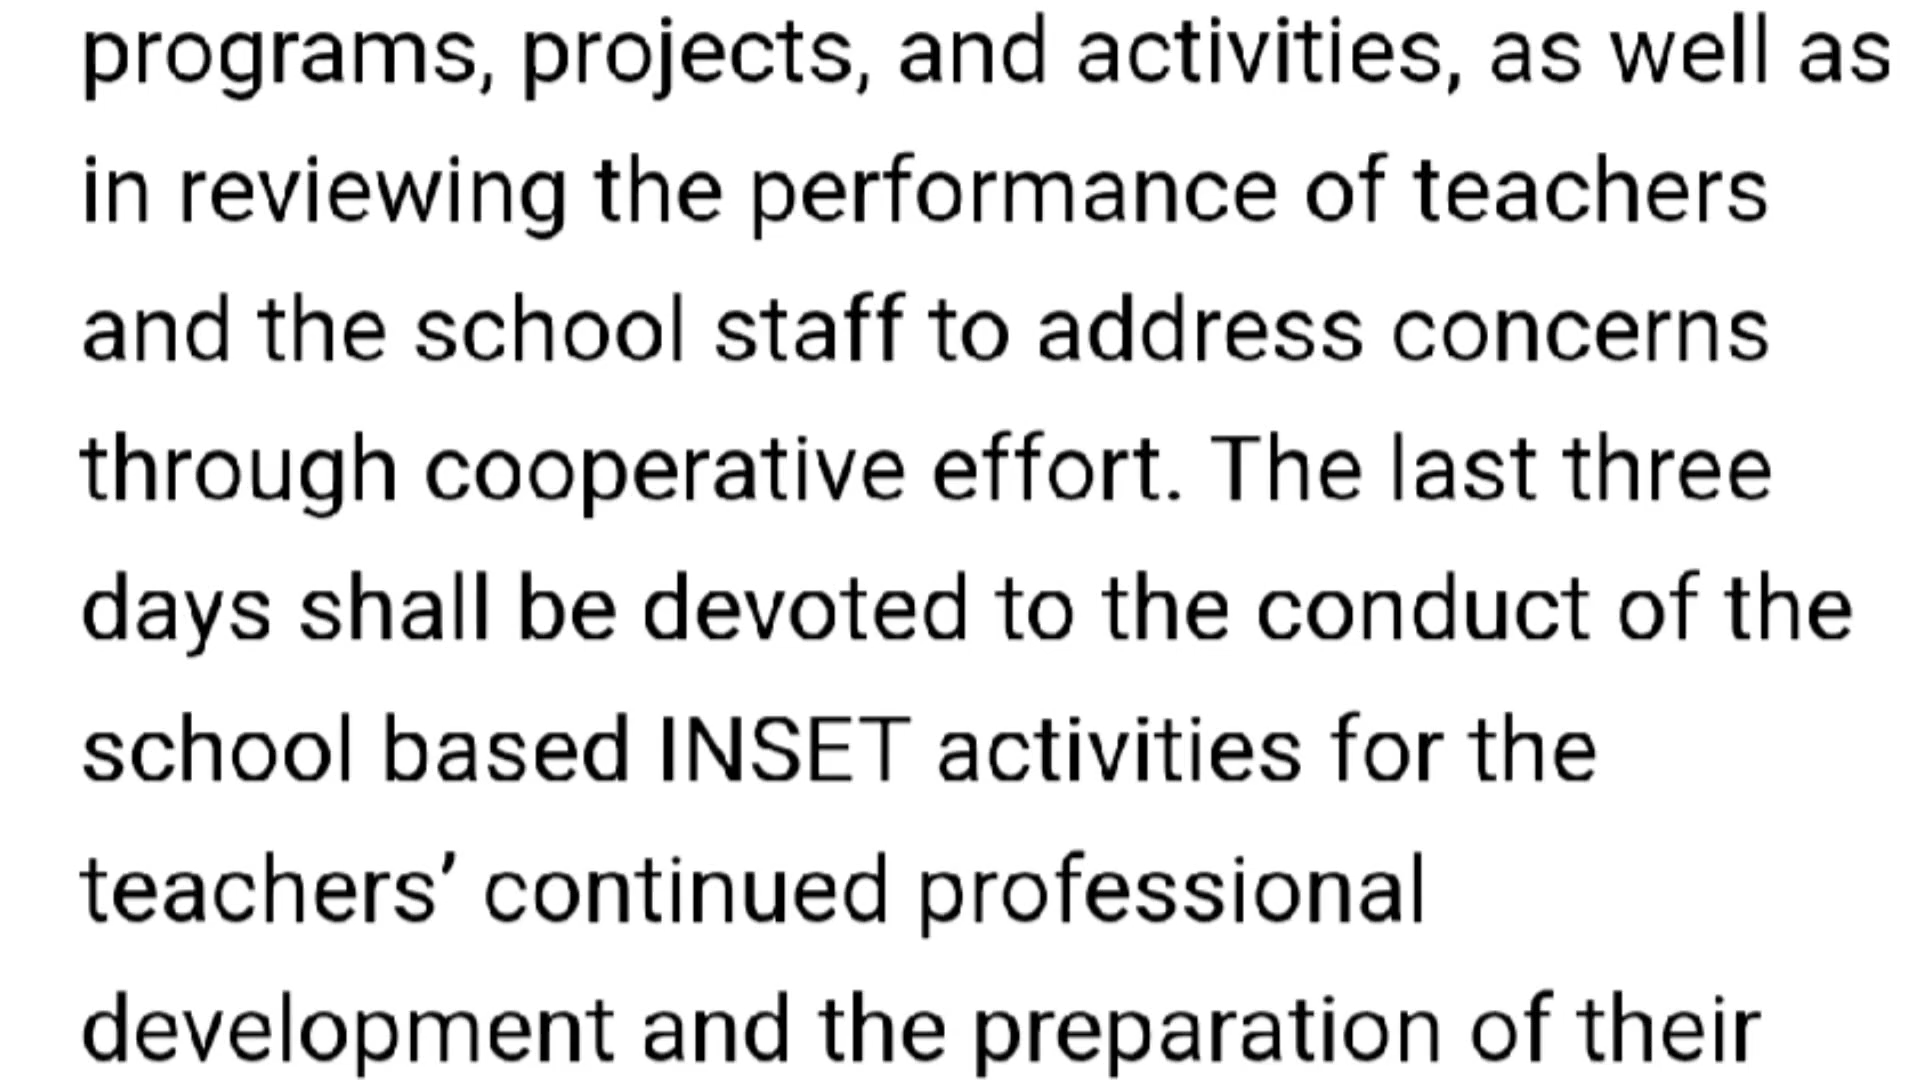 programs, projects, and activities, as well as
in reviewing the performance of teachers
and the school staff to address concerns
through cooperative effort. The last three
days shall be devoted to the conduct of the
school based INSET activities for the
teachers’ continued professional
development and the preparation of their